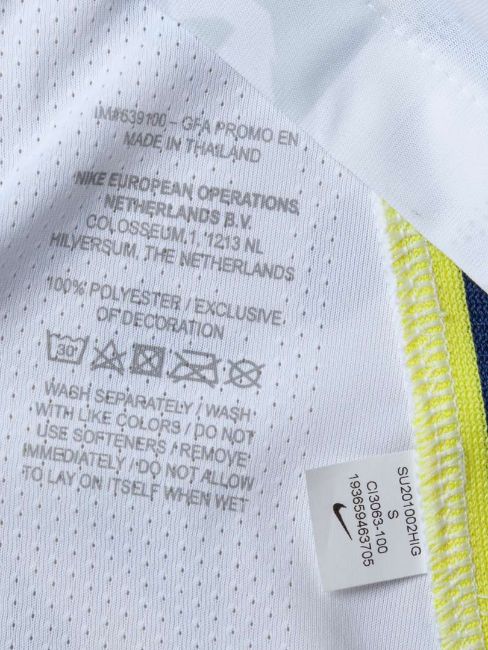 IM#639100 - GFA PROMO EN
MADE IN THAILAND
NIKE EUROPEAN OPERATIONS
NETHERLANDS B.V.
COLOSSEUM,1, 1213 NL
HILVERSUM, THE NETHERLANDS
100% POLYESTER / EXCLUSIVE
OF DECORATION
30°
WASH SEPARATELY / WASH
WITH LIKE COLORS / DO NOT
USE SOFTENERS / REMOVE
IMMEDIATELY / DO NOT ALLOW
TO LAY ON ITSELF WHEN WET
SU201002HIG
CI3063-100
S
193659463705